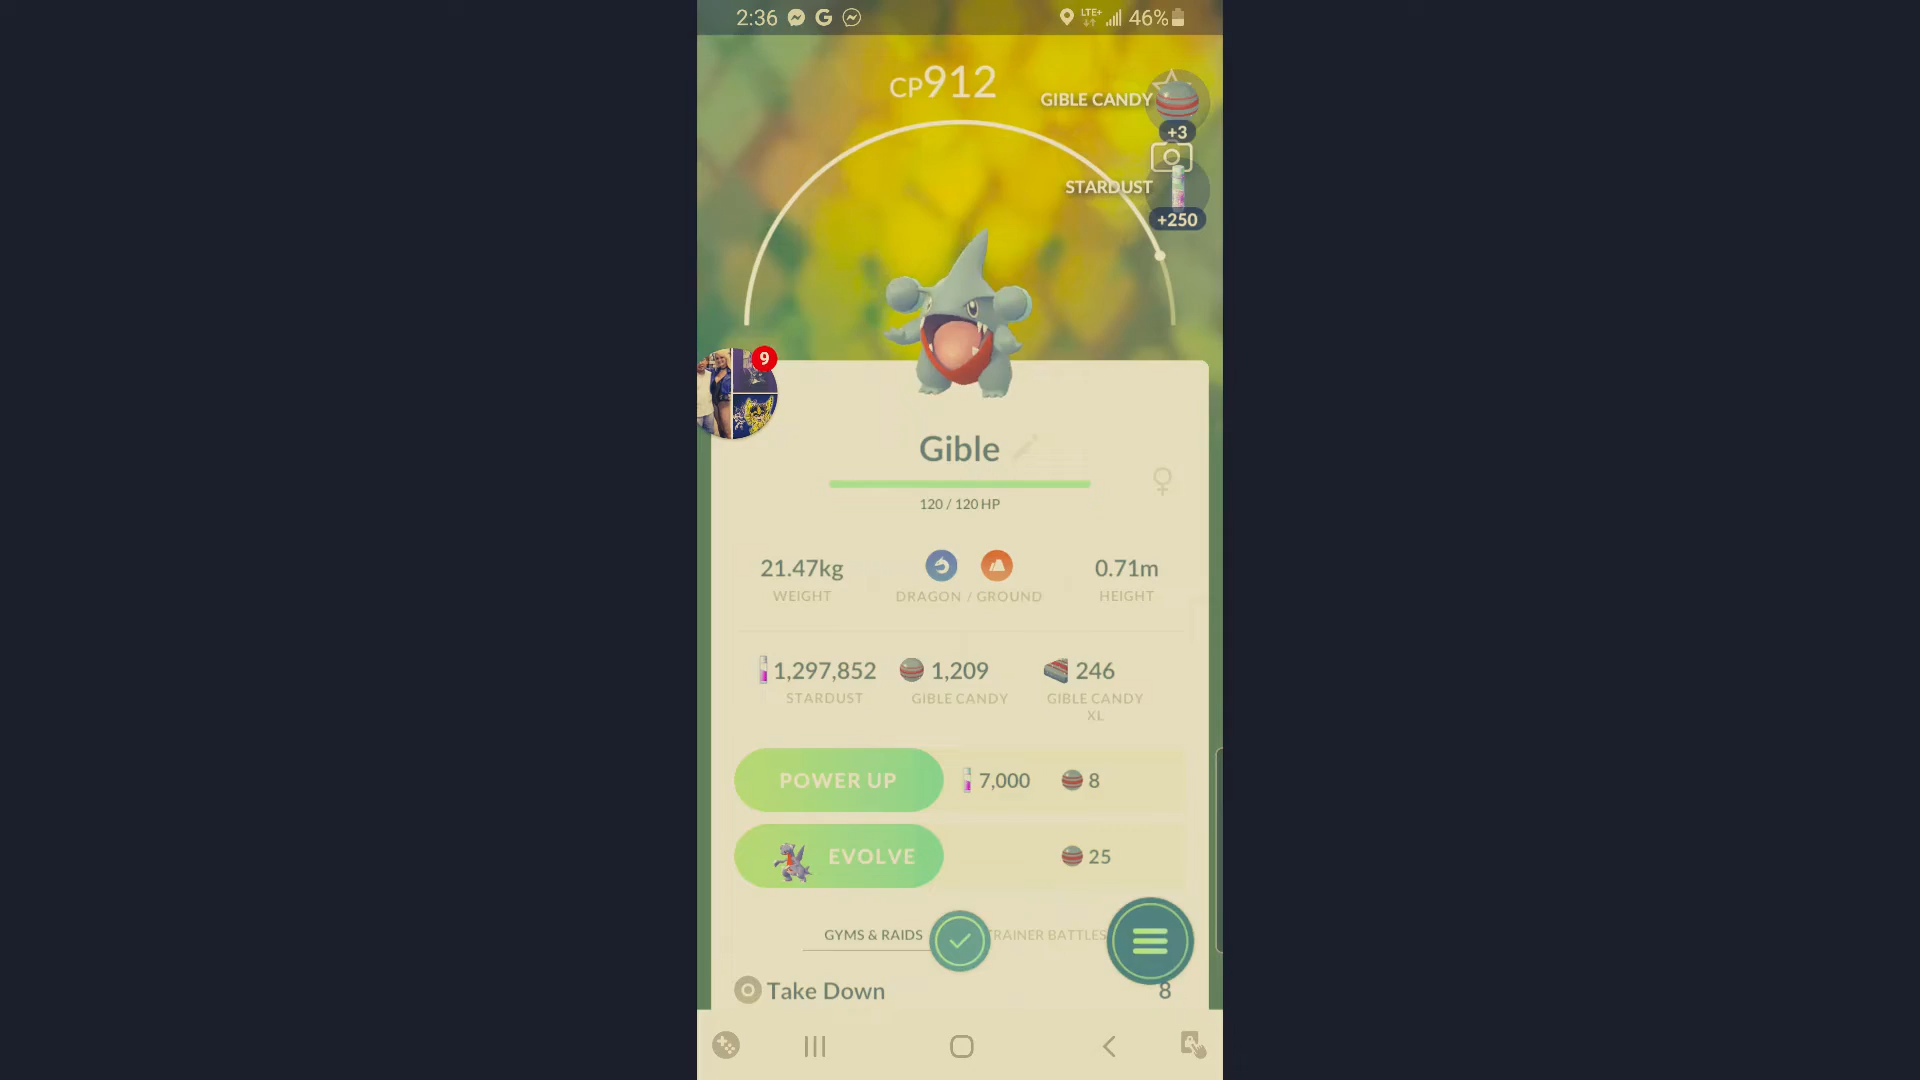 2:36 LTE+ 46%
CP912
GIBLE CANDY
+3
STARDUST
+250
9
Gible
120 / 120 HP
21.47kg
WEIGHT
DRAGON / GROUND
0.71m
HEIGHT
1,297,852
STARDUST
1,209
GIBLE CANDY
246
GIBLE CANDY
XL
POWER UP 7,000 8
EVOLVE 25
GYMS & RAIDS TRAINER BATTLES
Take Down 8